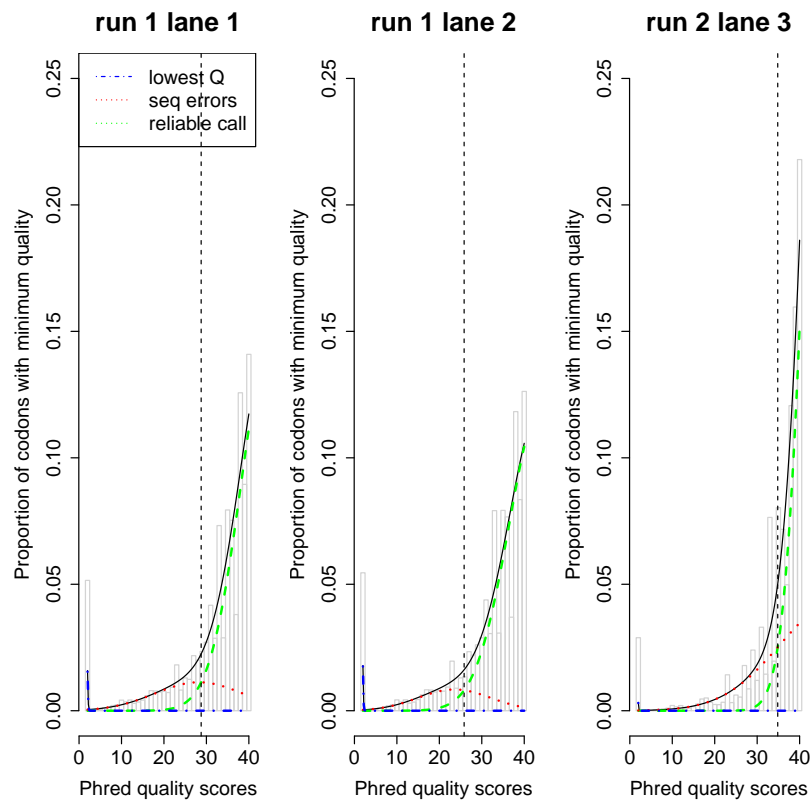 run 1 lane 1
lowest Q
seq errors
reliable call
0.25
0.20
0.15
0.10
0.05
0.00
Proportion of codons with minimum quality
0 10 20 30 40
Phred quality scores
run 1 lane 2
0.25
0.20
0.15
0.10
0.05
0.00
Proportion of codons with minimum quality
0 10 20 30 40
Phred quality scores
run 2 lane 3
0.25
0.20
0.15
0.10
0.05
0.00
Proportion of codons with minimum quality
0 10 20 30 40
Phred quality scores